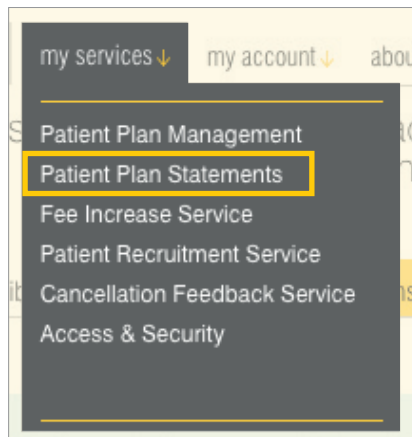 my services↓ my account↓
Patient Plan Management
Patient Plan Statements
Fee Increase Service
Patient Recruitment Service
Cancellation Feedback Service
Access & Security